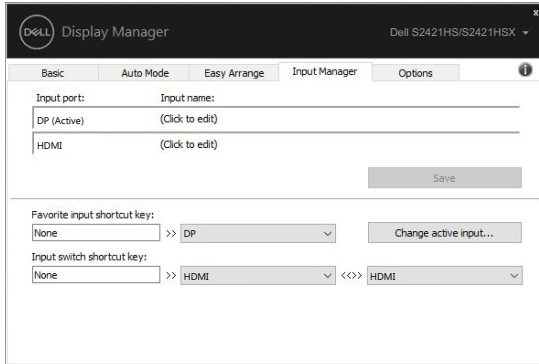 x
DELL Display Manager Dell S2421HS/S2421HSX
Basic Auto Mode Easy Arrange Input Manager Options i
Input port: Input name:
DP (Active) (Click to edit)
HDMI (Click to edit)
Save
Favorite input shortcut key:
None >> DP Change active input...
Input switch shortcut key:
None >> HDMI <<>> HDMI